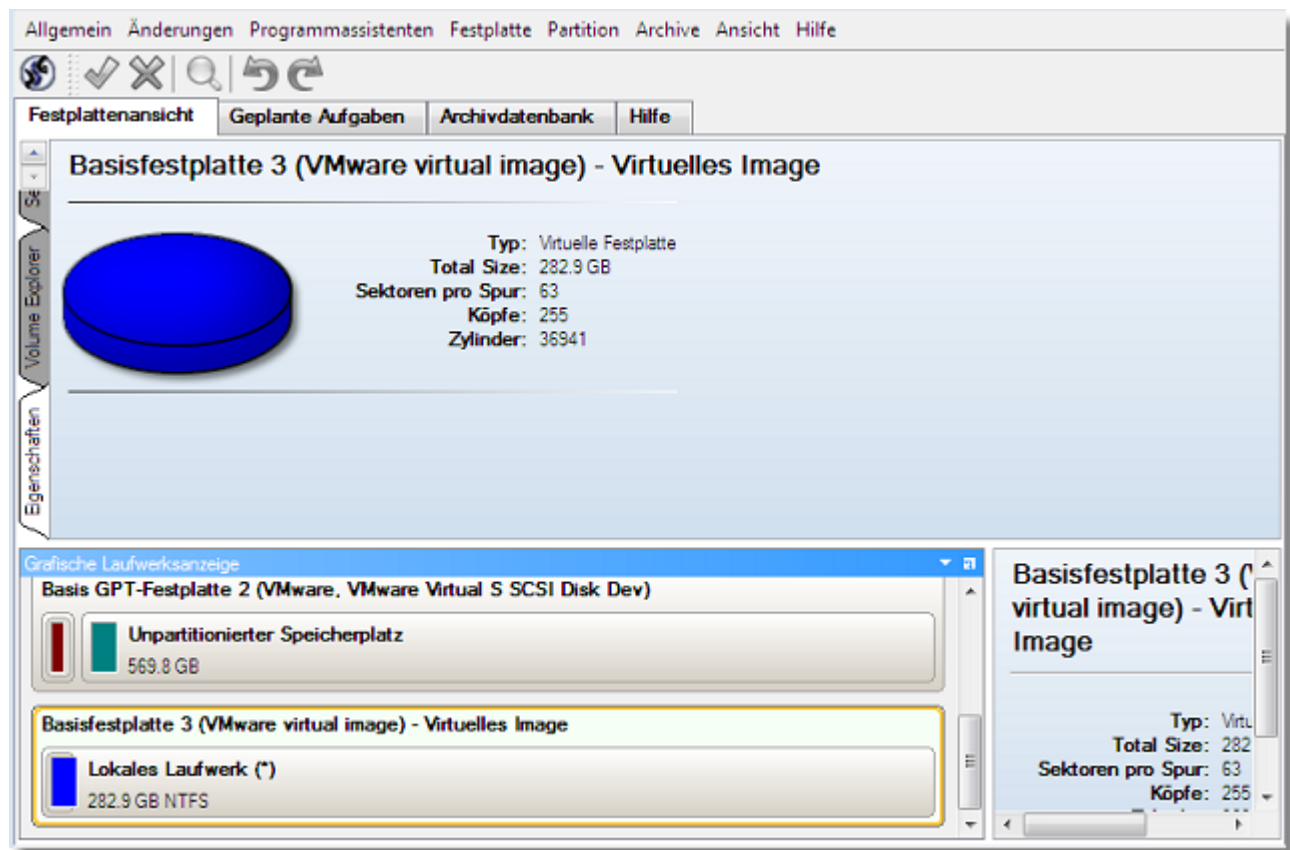 Allgemein Änderungen Programmassistenten Festplatte Partition Archive Ansicht Hilfe
Festplattenansicht Geplante Aufgaben Archivdatenbank Hilfe
Basisfestplatte 3 (VMware virtual image) - Virtuelles Image
Se
Volume Explorer
Eigenschaften
Typ: Virtuelle Festplatte
Total Size: 282.9 GB
Sektoren pro Spur: 63
Köpfe: 255
Zylinder: 36941
Grafische Laufwerksanzeige
Basis GPT-Festplatte 2 (VMware, VMware Virtual S SCSI Disk Dev)
Unpartitionierter Speicherplatz
569.8 GB
Basisfestplatte 3 (VMware virtual image) - Virtuelles Image
Lokales Laufwerk (*)
282.9 GB NTFS
Basisfestplatte 3 (
virtual image) - Virt
Image
Typ: Virtu
Total Size: 282
Sektoren pro Spur: 63
Köpfe: 255